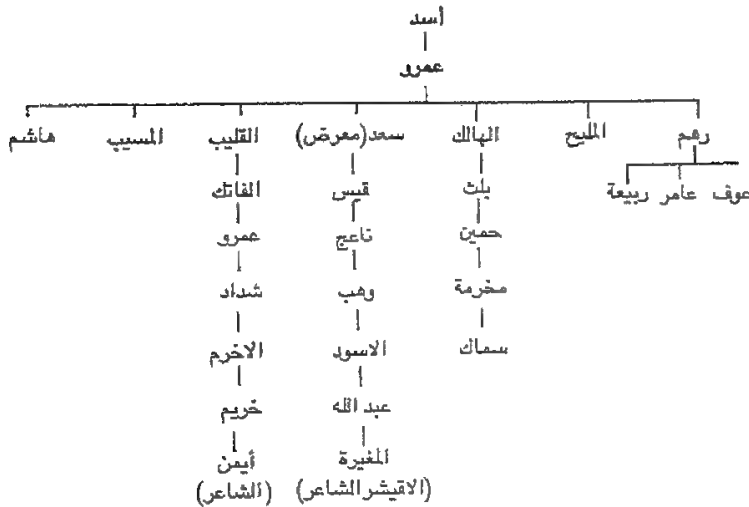 أسد
عمرو
رهم المليح الهالك سعد(معرض) القليب المسيب هاشم
عوف عامر ربيعة
بلث قيس الفاتك
حمين ناعج عمرو
مخرمة وهب شداد
سماك الاسود الاخرم
عبد الله خريم
المغيرة أيمن
(الاقيشر الشاعر) (الشاعر)